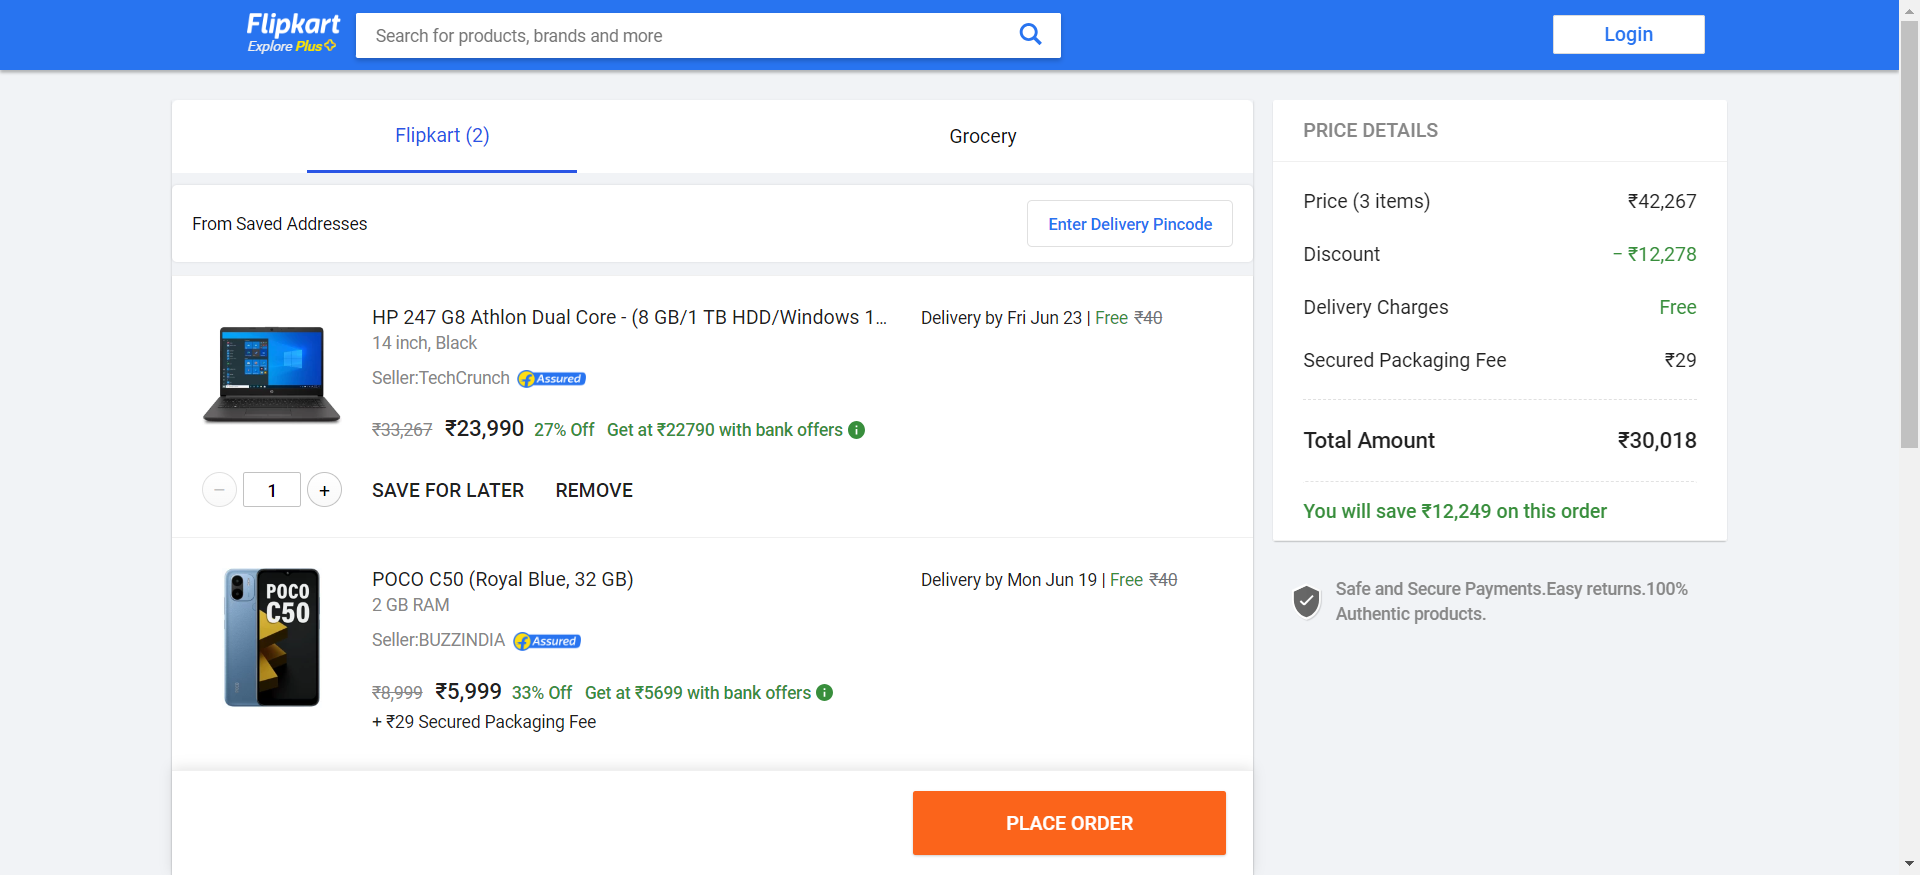 Flipkart
Explore Plus
Search for products, brands and more
Login
Flipkart (2)
Grocery
From Saved Addresses
Enter Delivery Pincode
HP 247 G8 Athlon Dual Core - (8 GB/1 TB HDD/Windows 1...
14 inch, Black
Seller:TechCrunch
Assured
₹33,267 ₹23,990 27% Off Get at ₹22790 with bank offers
Delivery by Fri Jun 23 | Free ₹40
1
SAVE FOR LATER
REMOVE
POCO
C50
POCO C50 (Royal Blue, 32 GB)
2 GB RAM
Seller:BUZZINDIA
Assured
₹8,999 ₹5,999 33% Off Get at ₹5699 with bank offers
+ ₹29 Secured Packaging Fee
Delivery by Mon Jun 19 | Free ₹40
PLACE ORDER
PRICE DETAILS
Price (3 items) ₹42,267
Discount − ₹12,278
Delivery Charges Free
Secured Packaging Fee ₹29
Total Amount ₹30,018
You will save ₹12,249 on this order
Safe and Secure Payments.Easy returns.100%
Authentic products.